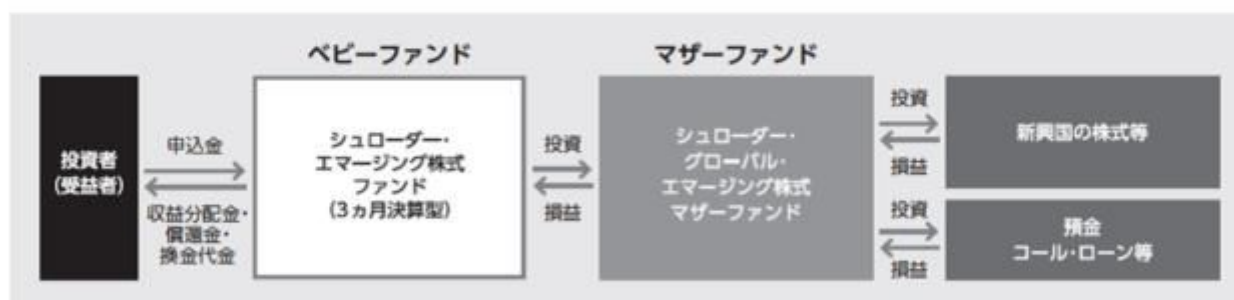 ベビーファンド
マザーファンド
投資者
(受益者)
申込金
収益分配金・
償還金・
換金代金
シュローダー・
エマージング株式
ファンド
(3ヵ月決算型)
投資
損益
シュローダー・
グローバル・
エマージング株式
マザーファンド
投資
損益
新興国の株式等
投資
損益
預金
コール・ローン等